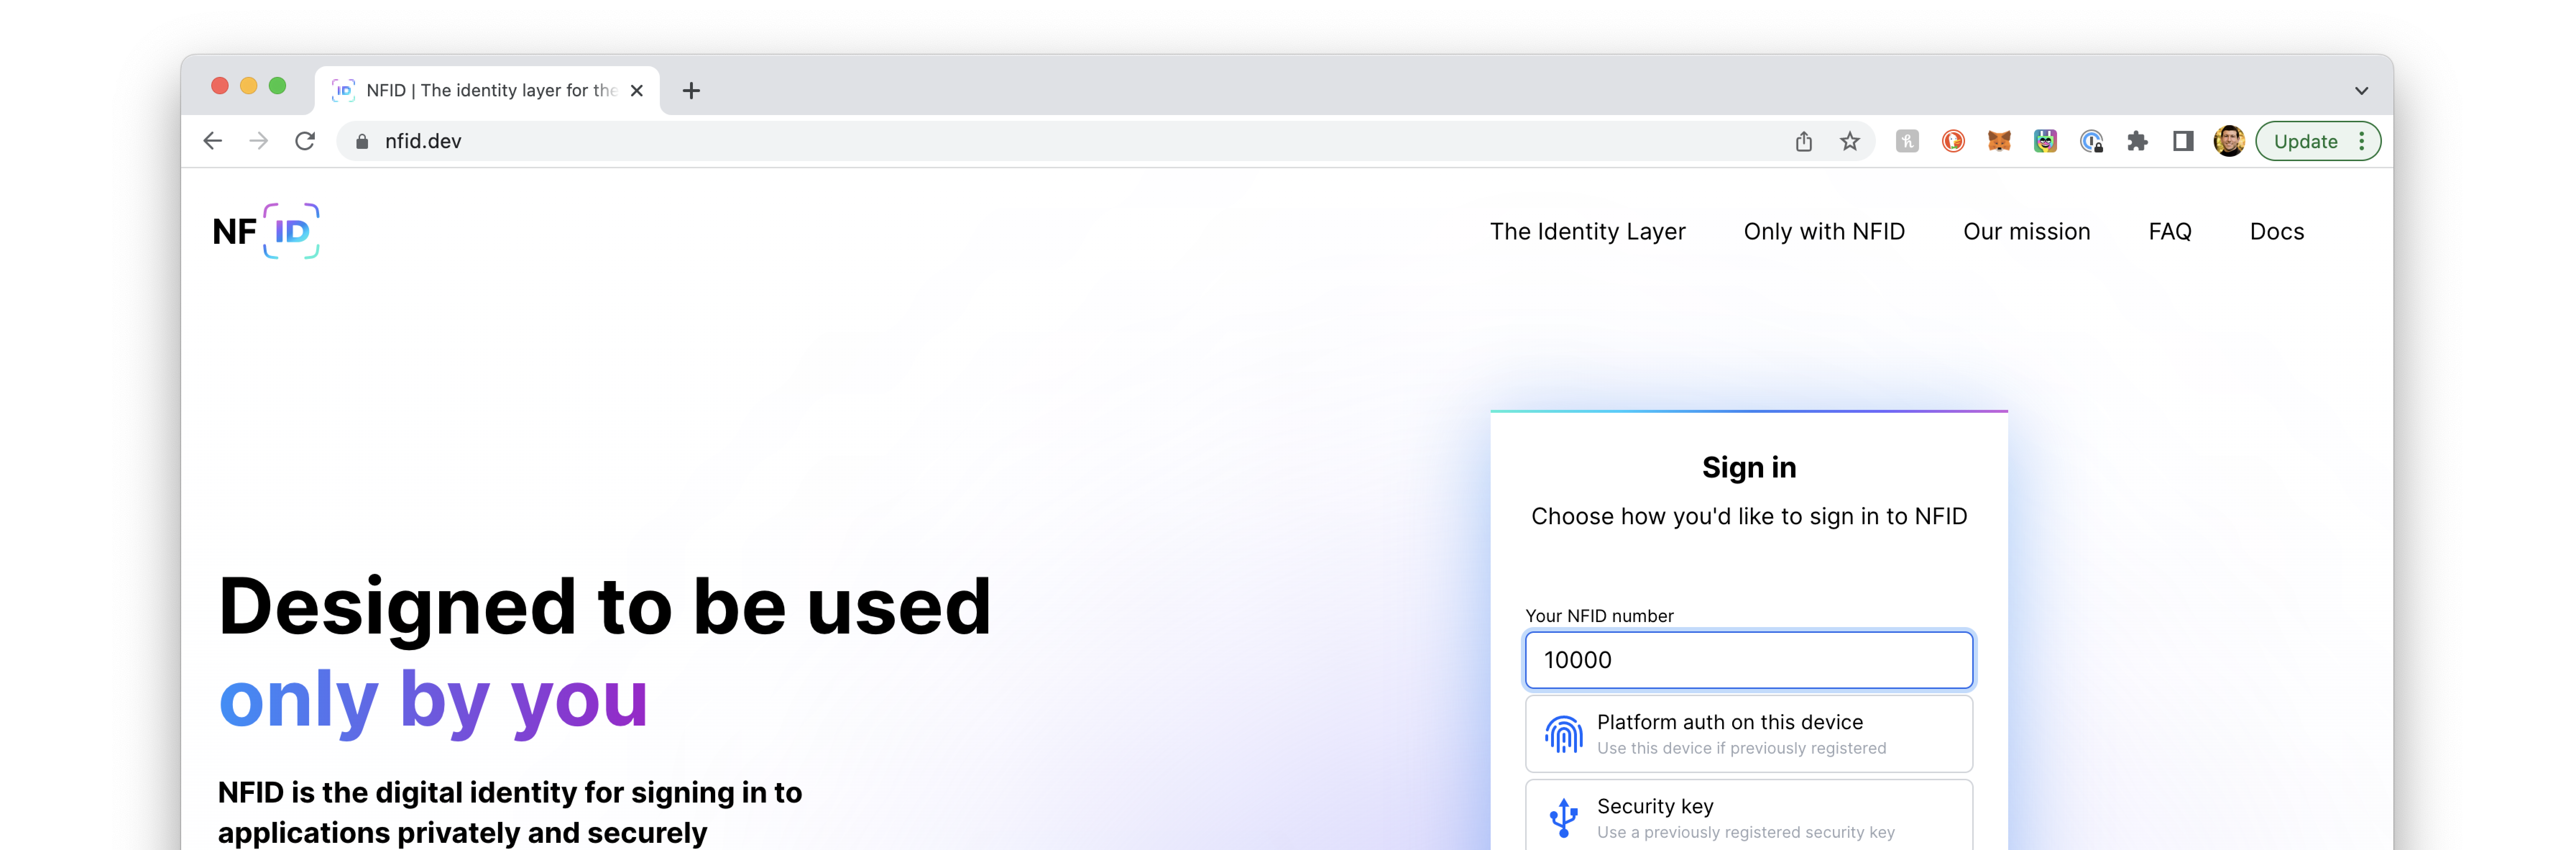 NFID | The identity layer for the
nfid.dev
Update
NFID
The Identity Layer
Only with NFID
Our mission
FAQ
Docs
Sign in
Choose how you'd like to sign in to NFID
Designed to be used
only by you
NFID is the digital identity for signing in to
applications privately and securely
Your NFID number
10000
Platform auth on this device
Use this device if previously registered
Security key
Use a previously registered security key